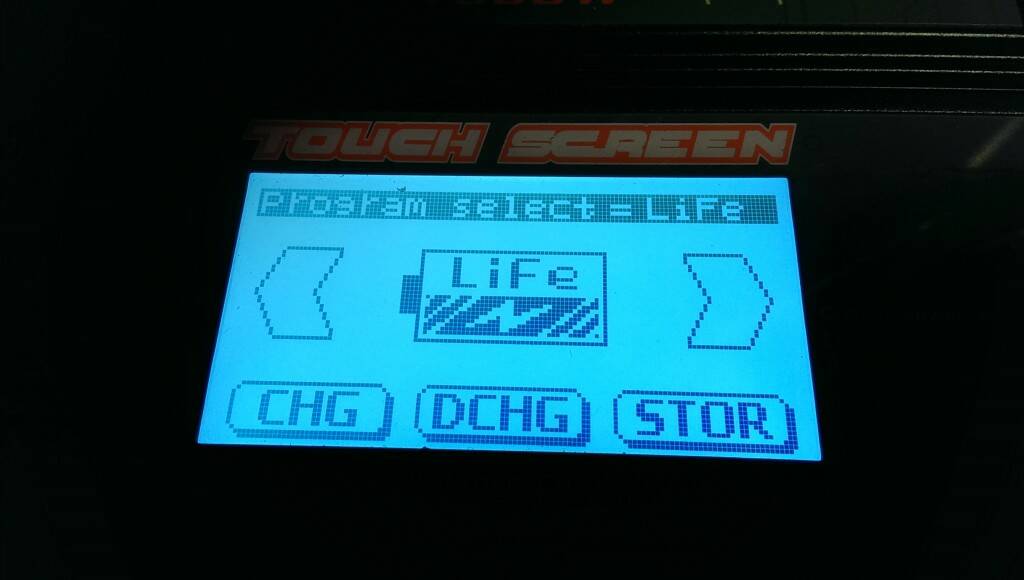 TOUCH SCREEN
Program select=LiFe
LiFe
CHG DCHG STOR